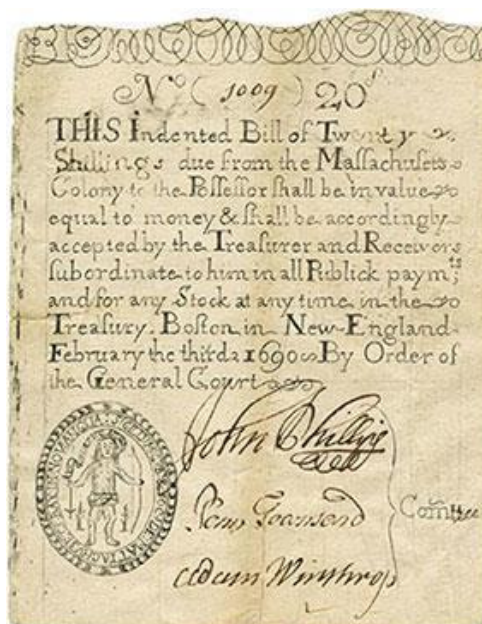 No ( 1009 ) 20s
THIS Indented Bill of Twenty
Shillings due from the Massachusets
Colony to the Possessor shall be in value
equal to money & shall be accordingly
accepted by the Treasurer and Receivers
subordinate to him in all Publick paymts
and for any Stock at any time in the
Treasury. Boston in New-England
February the third 1690 By Order of
the General Court
John Phillips
Penn Townsend
Adam Winthrop
Comttee